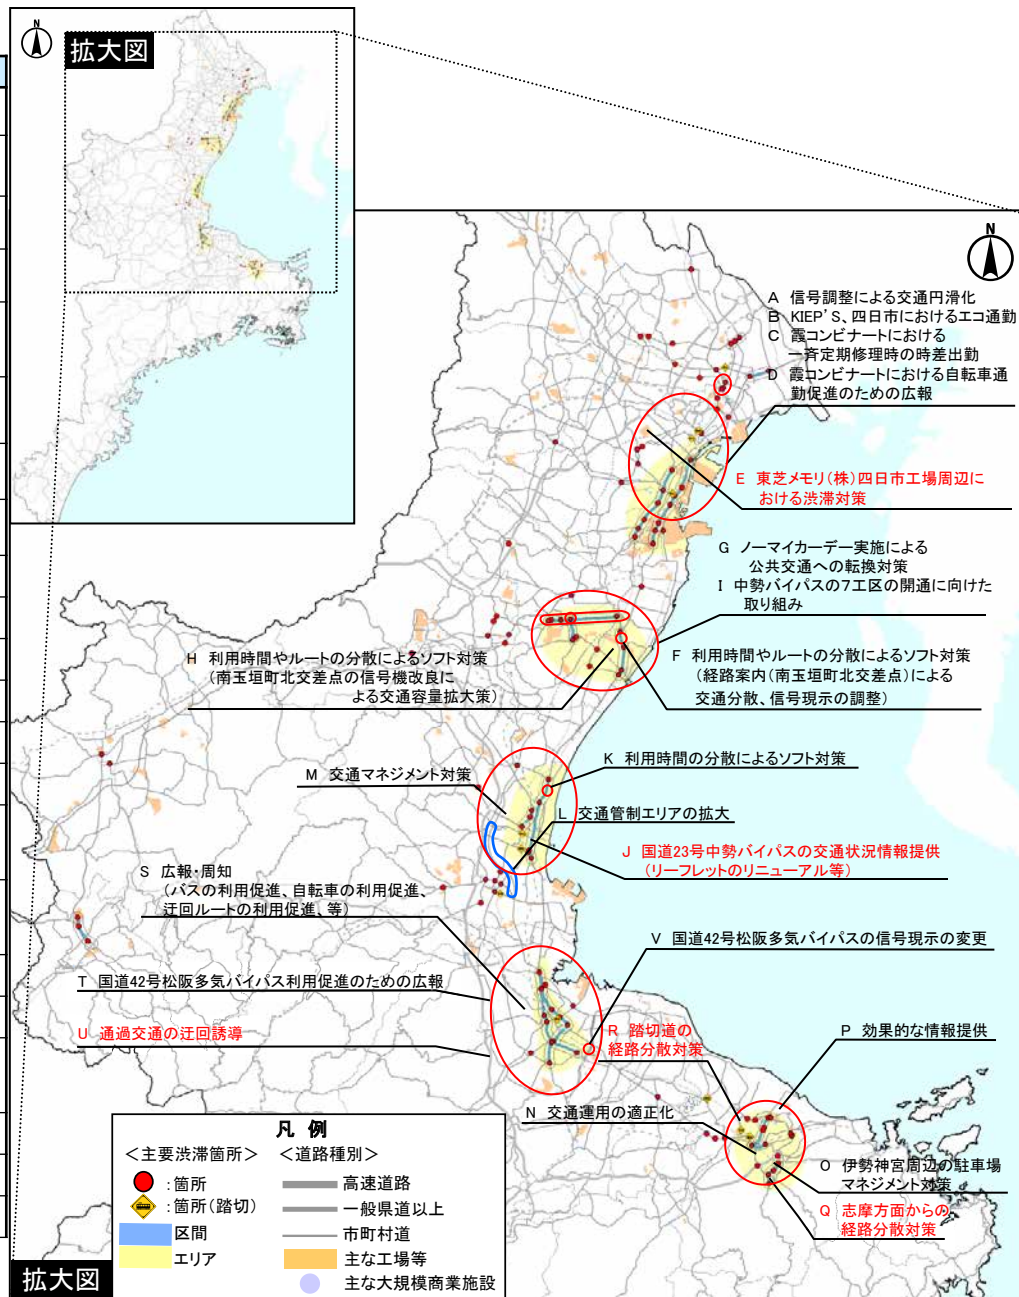 N
拡大図
N
A 信号調整による交通円滑化
B KIEP'S、四日市におけるエコ通勤
C 霞コンビナートにおける
一斉定期修理時の時差出勤
D 霞コンビナートにおける自転車通
勤促進のための広報
E 東芝メモリ(株)四日市工場周辺に
おける渋滞対策
G ノーマイカーデー実施による
公共交通への転換対策
I 中勢バイパスの7工区の開通に向けた
取り組み
H 利用時間やルートの分散によるソフト対策
(南玉垣町北交差点の信号機改良に
よる交通容量拡大策)
F 利用時間やルートの分散によるソフト対策
(経路案内(南玉垣町北交差点)による
交通分散、信号現示の調整)
K 利用時間の分散によるソフト対策
M 交通マネジメント対策
L 交通管制エリアの拡大
J 国道23号中勢バイパスの交通状況情報提供
(リーフレットのリニューアル等)
S 広報・周知
(バスの利用促進、自転車の利用促進、
迂回ルートの利用促進、等)
V 国道42号松阪多気バイパスの信号現示の変更
T 国道42号松阪多気バイパス利用促進のための広報
U 通過交通の迂回誘導
R 踏切道の
経路分散対策
P 効果的な情報提供
N 交通運用の適正化
O 伊勢神宮周辺の駐車場
マネジメント対策
Q 志摩方面からの
経路分散対策
凡 例
<主要渋滞箇所> <道路種別>
:箇所 高速道路
:箇所(踏切) 一般県道以上
区間 市町村道
エリア 主な工場等
主な大規模商業施設
拡大図